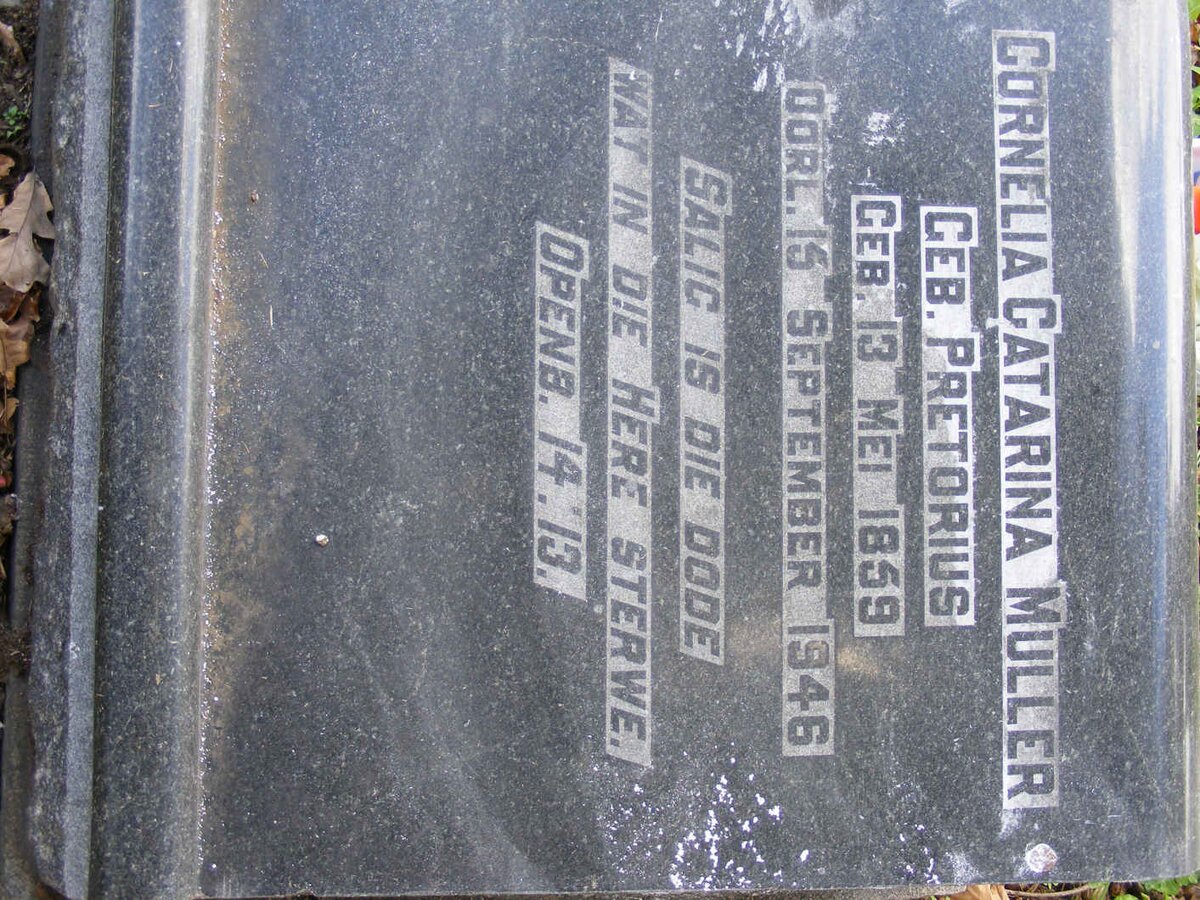 CORNELIA CATARINA MULLER
GEB. PRETORIUS
GEB. 13 MEI 1859
OORL. 15 SEPTEMBER 1946
SALIG IS DIE DODE
WAT IN DIE HERE STERWE.
OPENB. 14. "13.